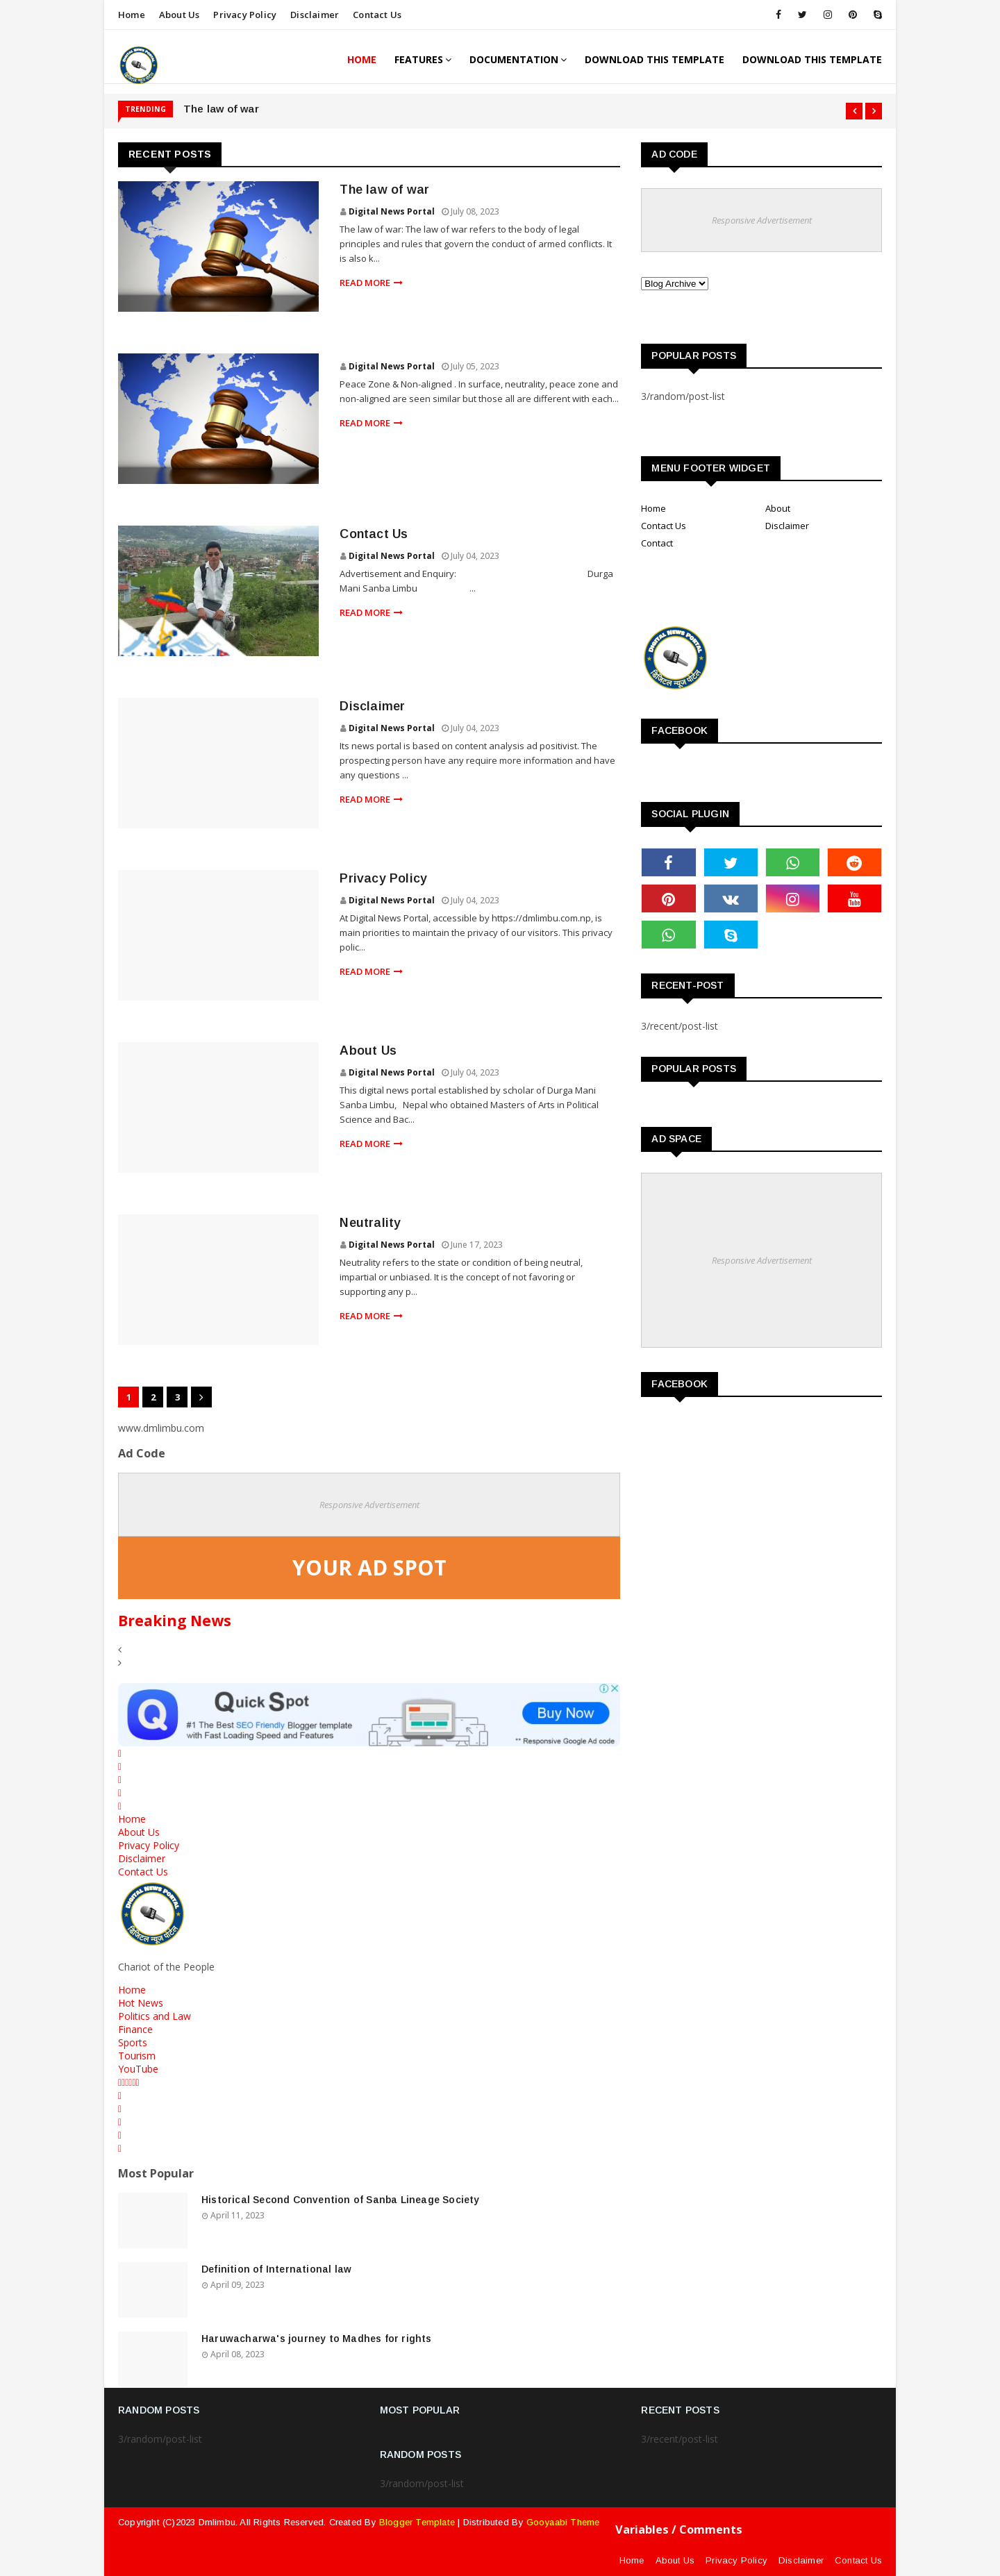 Home About Us Privacy Policy Disclaimer Contact Us
DIGITAL NEWS PORTAL
डिजिटल न्यूज पोर्टल
HOME FEATURES DOCUMENTATION DOWNLOAD THIS TEMPLATE DOWNLOAD THIS TEMPLATE
TRENDING The law of war
RECENT POSTS
The law of war
Digital News Portal July 08, 2023
The law of war: The law of war refers to the body of legal
principles and rules that govern the conduct of armed conflicts. It
is also k...
READ MORE
Digital News Portal July 05, 2023
Peace Zone & Non-aligned . In surface, neutrality, peace zone and
non-aligned are seen similar but those all are different with each...
READ MORE
Contact Us
Digital News Portal July 04, 2023
Advertisement and Enquiry: Durga
Mani Sanba Limbu ...
READ MORE
Disclaimer
Digital News Portal July 04, 2023
Its news portal is based on content analysis ad positivist. The
prospecting person have any require more information and have
any questions ...
READ MORE
Privacy Policy
Digital News Portal July 04, 2023
At Digital News Portal, accessible by https://dmlimbu.com.np, is
main priorities to maintain the privacy of our visitors. This privacy
polic...
READ MORE
About Us
Digital News Portal July 04, 2023
This digital news portal established by scholar of Durga Mani
Sanba Limbu, Nepal who obtained Masters of Arts in Political
Science and Bac...
READ MORE
Neutrality
Digital News Portal June 17, 2023
Neutrality refers to the state or condition of being neutral,
impartial or unbiased. It is the concept of not favoring or
supporting any p...
READ MORE
1 2 3
www.dmlimbu.com
Ad Code
Responsive Advertisement
YOUR AD SPOT
Breaking News
Quick Spot
#1 The Best SEO Friendly Blogger template
with Fast Loading Speed and Features
Buy Now
** Responsive Google Ad code
Home
About Us
Privacy Policy
Disclaimer
Contact Us
DIGITAL NEWS PORTAL
डिजिटल न्यूज पोर्टल
Chariot of the People
Home
Hot News
Politics and Law
Finance
Sports
Tourism
YouTube
Most Popular
Historical Second Convention of Sanba Lineage Society
April 11, 2023
Definition of International law
April 09, 2023
Haruwacharwa's journey to Madhes for rights
April 08, 2023
AD CODE
Responsive Advertisement
Blog Archive
POPULAR POSTS
3/random/post-list
MENU FOOTER WIDGET
Home About
Contact Us Disclaimer
Contact
DIGITAL NEWS PORTAL
डिजिटल न्यूज पोर्टल
FACEBOOK
SOCIAL PLUGIN
RECENT-POST
3/recent/post-list
POPULAR POSTS
AD SPACE
Responsive Advertisement
FACEBOOK
RANDOM POSTS
3/random/post-list
MOST POPULAR
RANDOM POSTS
3/random/post-list
RECENT POSTS
3/recent/post-list
Copyright (C)2023 Dmlimbu. All Rights Reserved. Created By Blogger Template | Distributed By Gooyaabi Theme
Variables / Comments
Home About Us Privacy Policy Disclaimer Contact Us